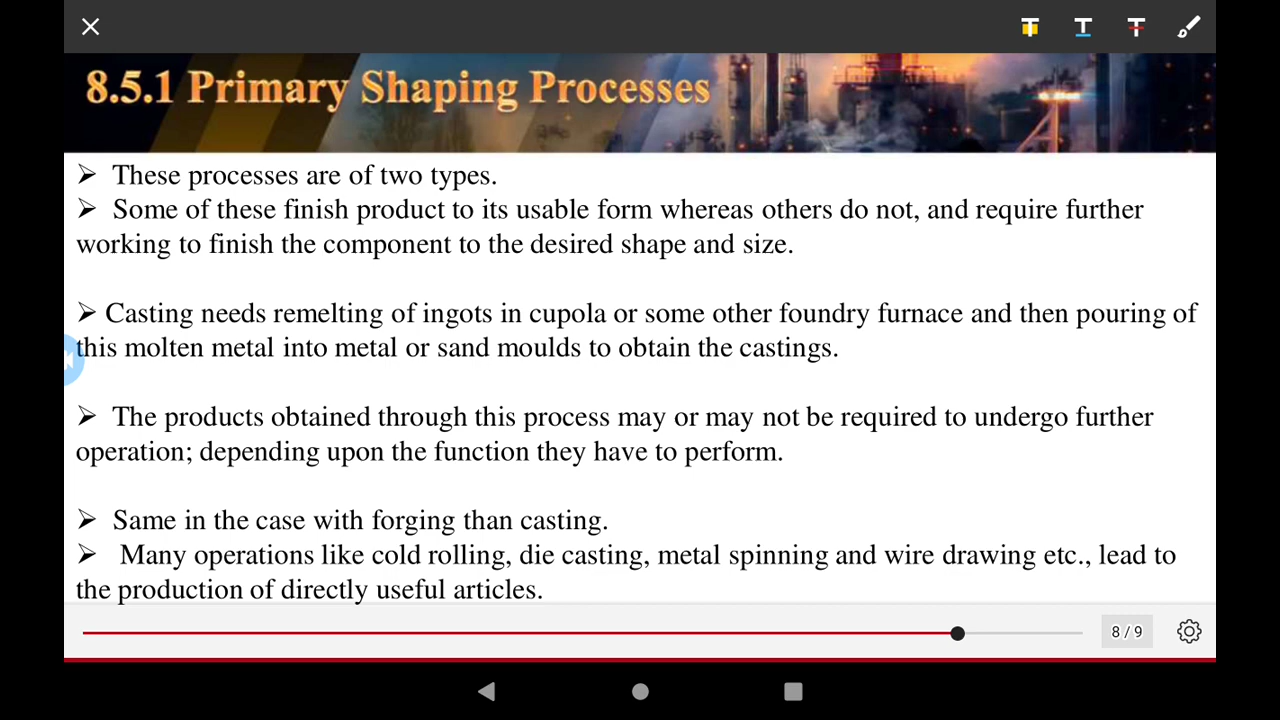 8.5.1 Primary Shaping Processes
➢ These processes are of two types.
➢ Some of these finish product to its usable form whereas others do not, and require further
working to finish the component to the desired shape and size.
➢ Casting needs remelting of ingots in cupola or some other foundry furnace and then pouring of
this molten metal into metal or sand moulds to obtain the castings.
➢ The products obtained through this process may or may not be required to undergo further
operation; depending upon the function they have to perform.
➢ Same in the case with forging than casting.
➢ Many operations like cold rolling, die casting, metal spinning and wire drawing etc., lead to
the production of directly useful articles.
8 / 9